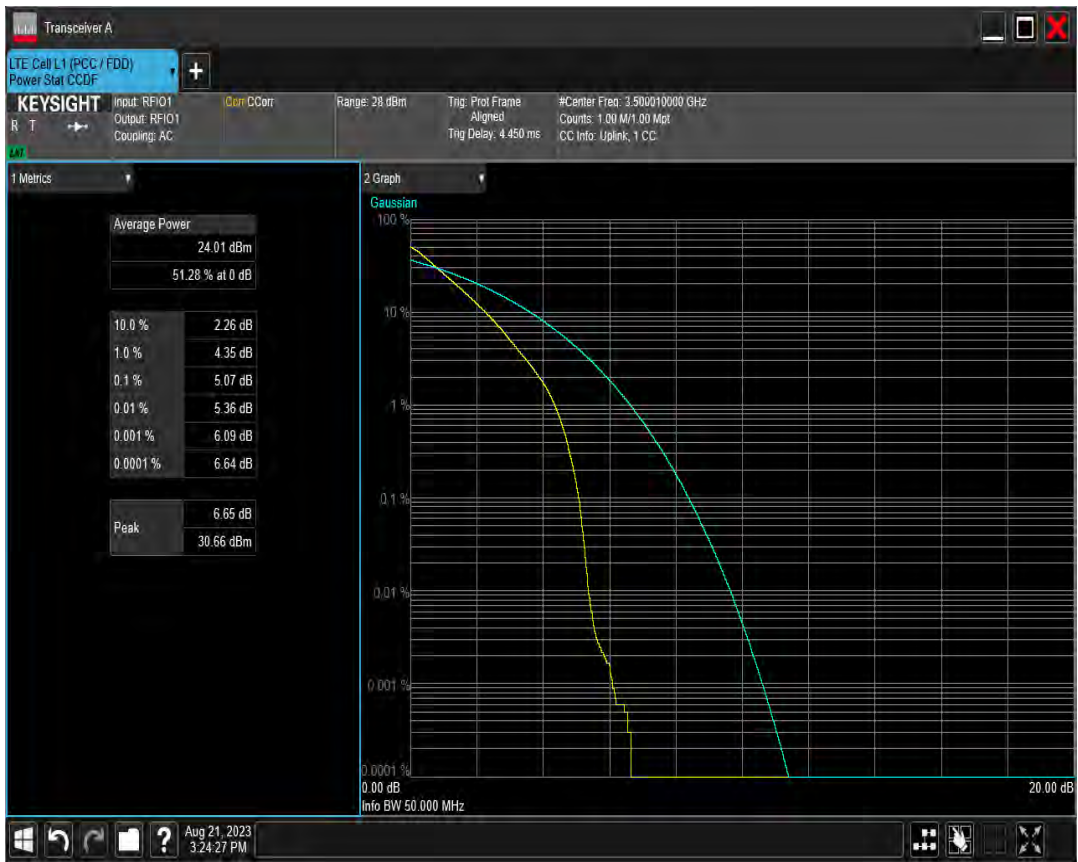 Transceiver A
LTE Cell L1 (PCC / FDD)
Power Stat CCDF
+
KEYSIGHT
R T
LXI
Input: RFIO1
Output: RFIO1
Coupling: AC
Corr CCorr
Range: 28 dBm
Trig: Prot Frame
Aligned
Trig Delay: 4.450 ms
#Center Freq: 3.500010000 GHz
Counts: 1.00 M/1.00 Mpt
CC Info: Uplink, 1 CC
1 Metrics
Average Power
24.01 dBm
51.28 % at 0 dB
10.0 % 2.26 dB
1.0 % 4.35 dB
0.1 % 5.07 dB
0.01 % 5.36 dB
0.001 % 6.09 dB
0.0001 % 6.64 dB
Peak
6.65 dB
30.66 dBm
2 Graph
Gaussian
100 %
10 %
1 %
0.1 %
0.01 %
0.001 %
0.0001 %
0.00 dB
20.00 dB
Info BW 50.000 MHz
?
Aug 21, 2023
3:24:27 PM